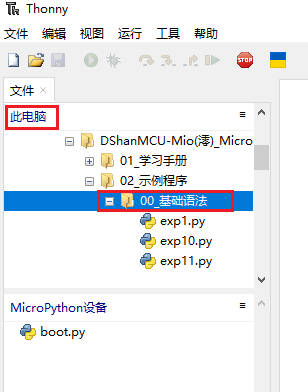 Thonny
文件 编辑 视图 运行 工具 帮助
STOP
文件 ×
此电脑
DShanMCU-Mio(澪)_Micro
01_学习手册
02_示例程序
00_基础语法
exp1.py
exp10.py
exp11.py
MicroPython设备
boot.py